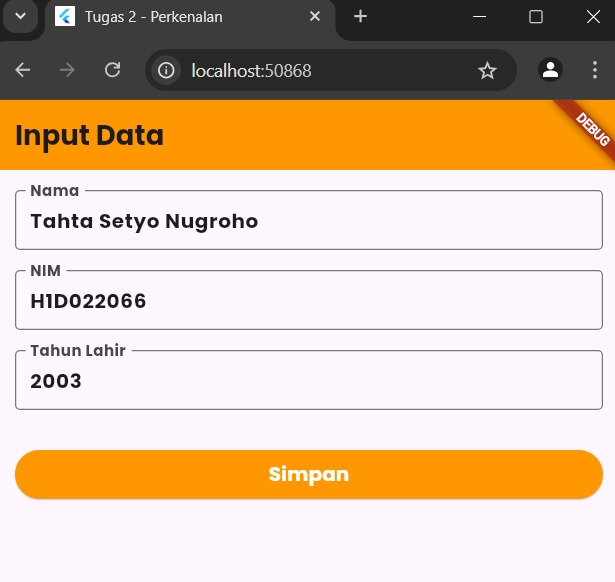 Tugas 2 - Perkenalan
localhost:50868
Input Data
DEBUG
Nama
Tahta Setyo Nugroho
NIM
H1D022066
Tahun Lahir
2003
Simpan